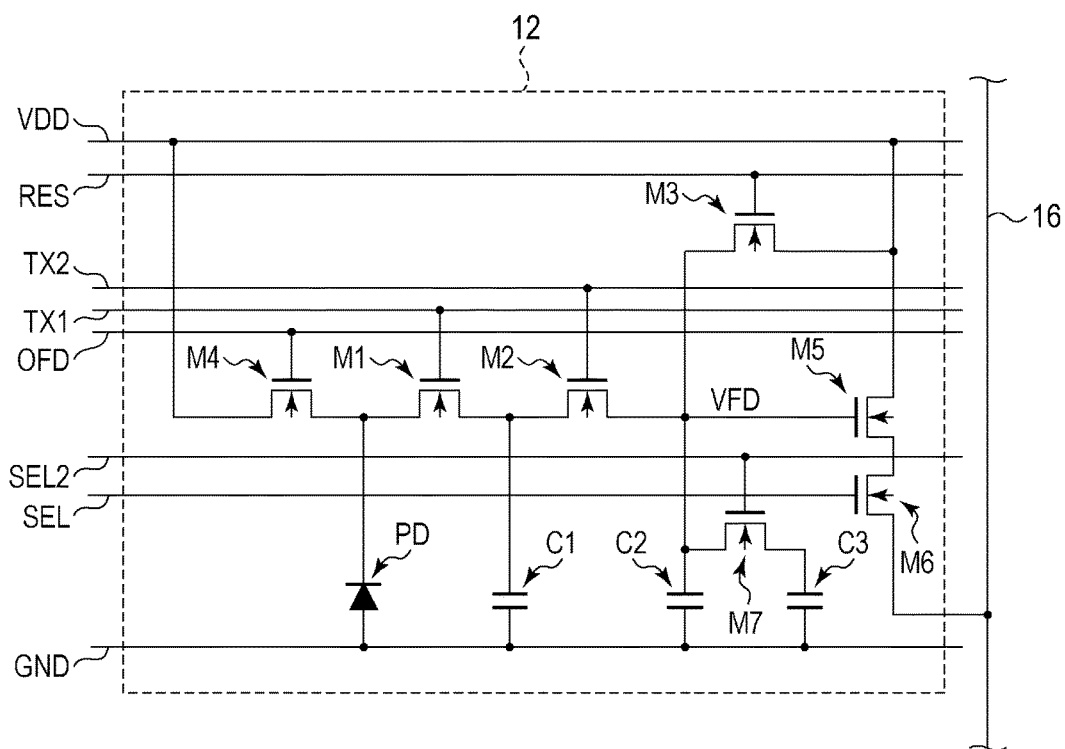 12
VDD
RES
M3
16
TX2
TX1
OFD
M4
M1
M2
M5
VFD
SEL2
SEL
PD
C1
C2
C3
M6
M7
GND